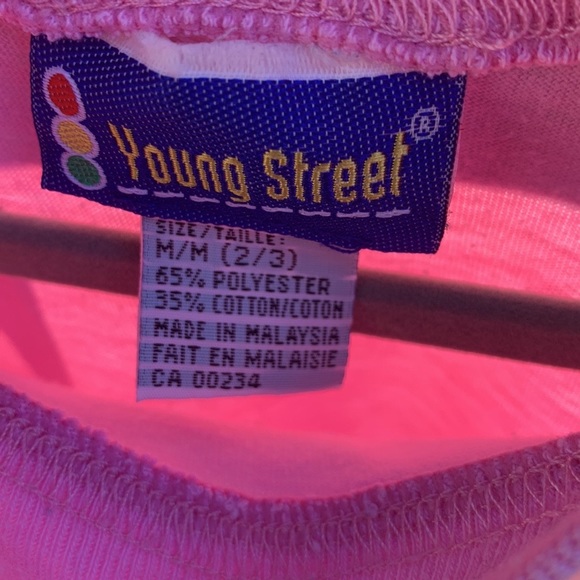 Young Street®
SIZE/TAILLE:
M/M (2/3)
65% POLYESTER
35% COTTON/COTON
MADE IN MALAYSIA
FAIT EN MALAISIE
CA 00234